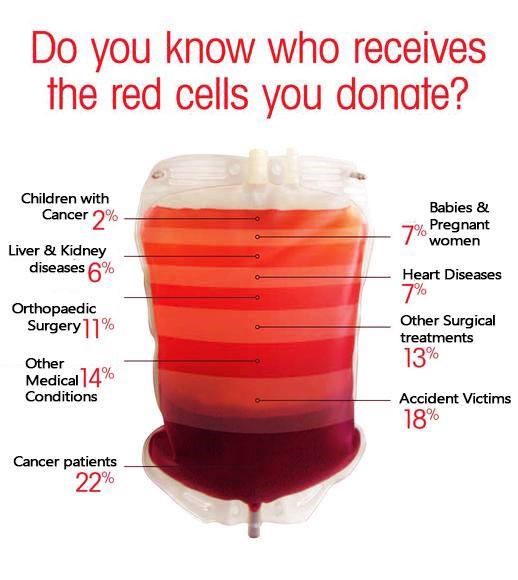 Do you know who receives
the red cells you donate?
Children with
Cancer 2%
Babies &
Pregnant
7% women
Liver & Kidney
diseases 6%
Heart Diseases
7%
Orthopaedic
Surgery 11%
Other Surgical
treatments
13%
Other
Medical 14%
Conditions
Accident Victims
18%
Cancer patients
22%